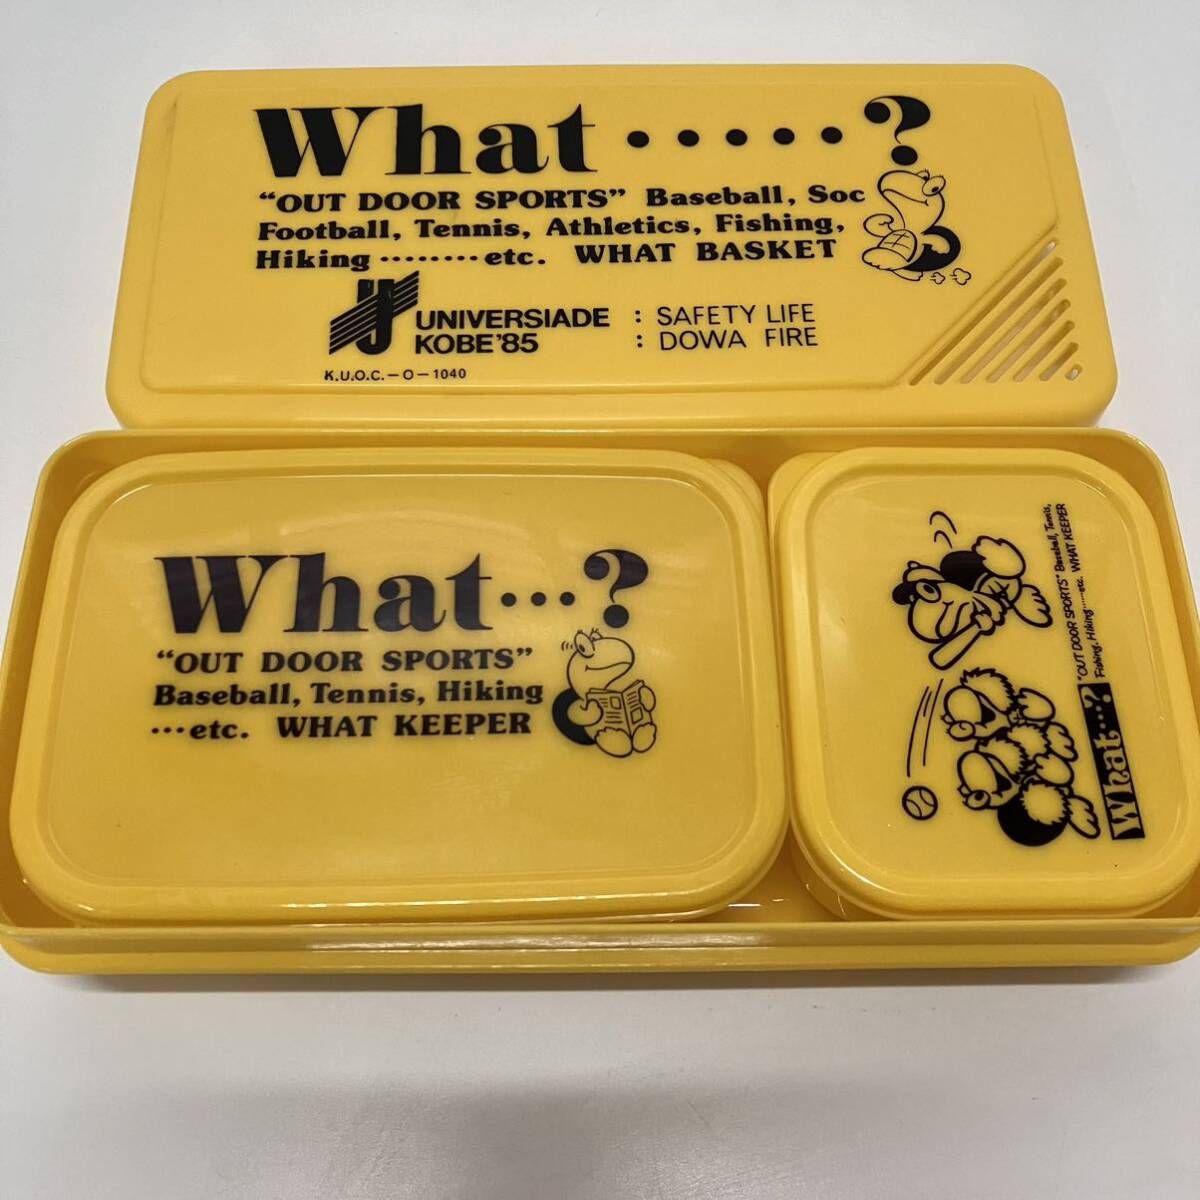 What·····?
“OUT DOOR SPORTS” Baseball, Soc
Football, Tennis, Athletics, Fishing,
Hiking ········ etc. WHAT BASKET
UNIVERSIADE : SAFETY LIFE
KOBE'85 : DOWA FIRE
K.U.O.C.－O－1040
What···?
“OUT DOOR SPORTS”
Baseball, Tennis, Hiking
···etc. WHAT KEEPER
What···?
“OUT DOOR SPORTS” Baseball, Tennis,
Fishing, Hiking······etc. WHAT KEEPER